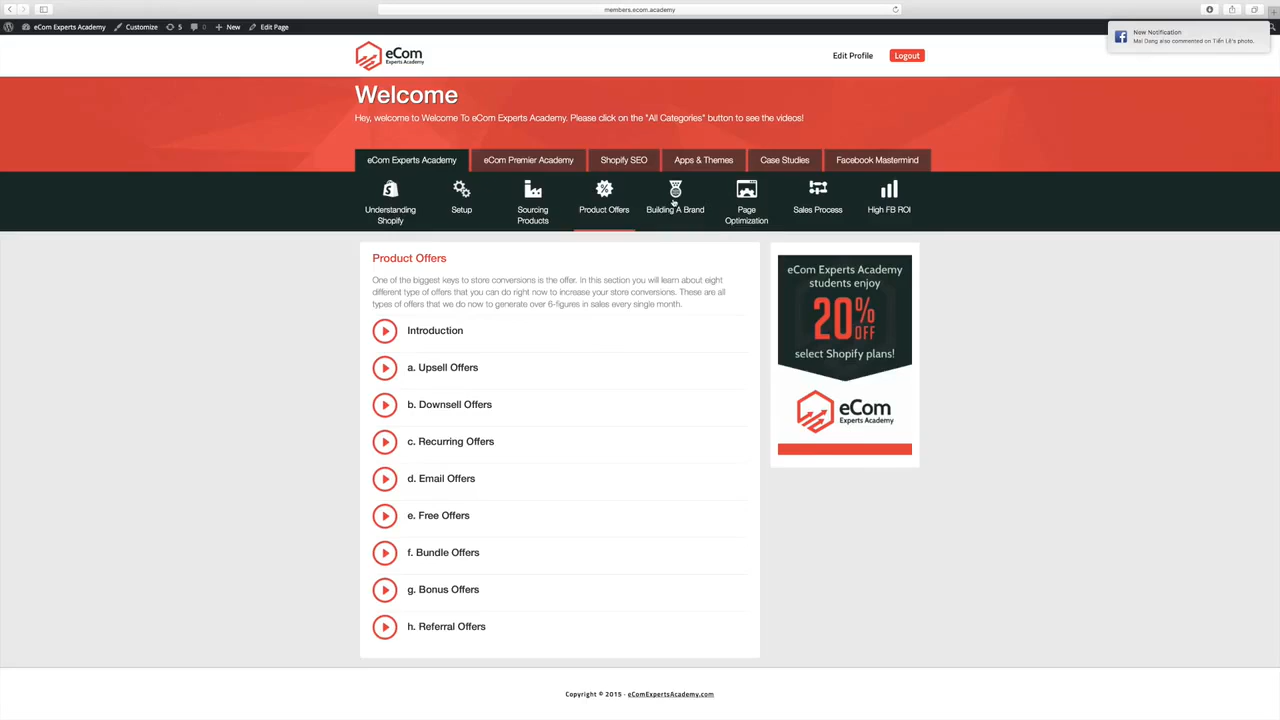 members.ecom.academy
eCom Experts Academy
Customize
5
0
New
Edit Page
New Notification
Mai Dang also commented on Tiến Lê's photo.
eCom
Experts Academy
Edit Profile
Logout
Welcome
Hey, welcome to Welcome To eCom Experts Academy. Please click on the "All Categories" button to see the videos!
eCom Experts Academy
eCom Premier Academy
Shopify SEO
Apps & Themes
Case Studies
Facebook Mastermind
Understanding
Shopify
Setup
Sourcing
Products
Product Offers
Building A Brand
Page
Optimization
Sales Process
High FB ROI
Product Offers
One of the biggest keys to store conversions is the offer. In this section you will learn about eight
different type of offers that you can do right now to increase your store conversions. These are all
types of offers that we do now to generate over 6-figures in sales every single month.
Introduction
a. Upsell Offers
b. Downsell Offers
c. Recurring Offers
d. Email Offers
e. Free Offers
f. Bundle Offers
g. Bonus Offers
h. Referral Offers
eCom Experts Academy
students enjoy
20%
OFF
select Shopify plans!
eCom
Experts Academy
Copyright © 2015 - eComExpertsAcademy.com